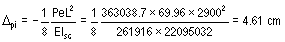 Δpi = − 1/8 PeL²/EIsc = 1/8 363038.7 * 69.96 * 2900²/261916 * 22095032 = 4.61 cm